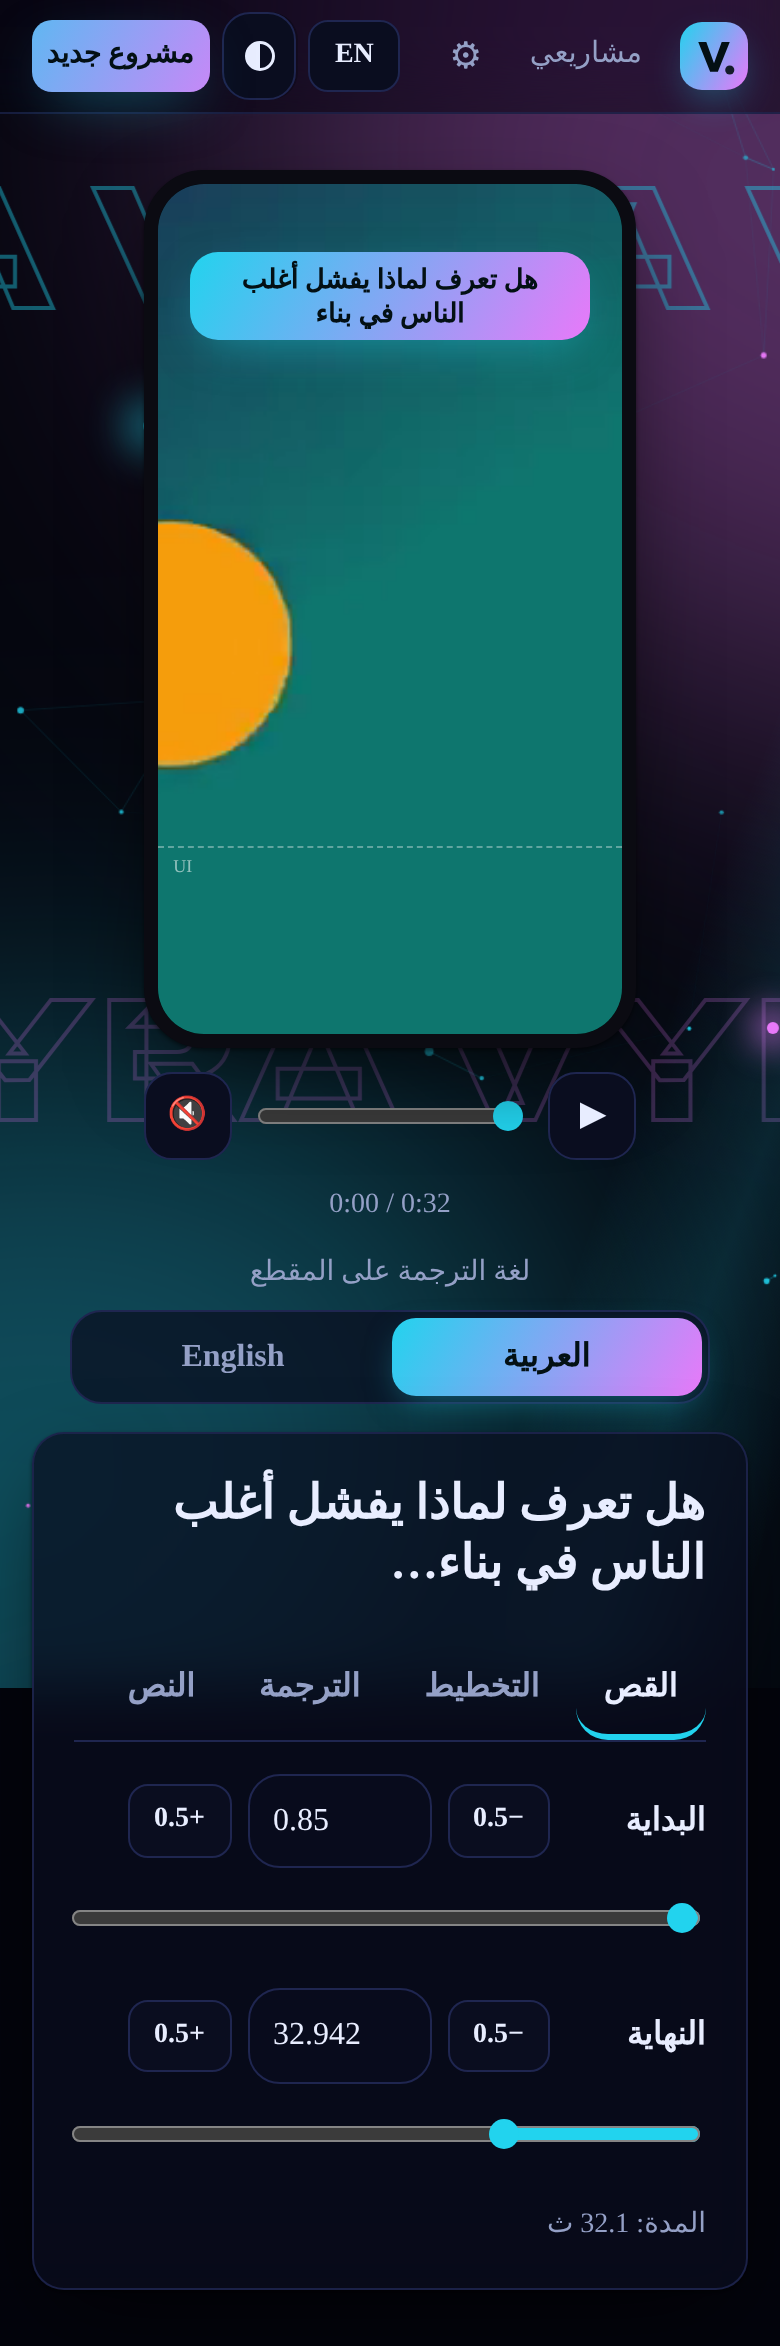 V.
مشاريعي
EN
مشروع جديد
هل تعرف لماذا يفشل أغلب
الناس في بناء
UI
0:00 / 0:32
لغة الترجمة على المقطع
العربية
English
هل تعرف لماذا يفشل أغلب
الناس في بناء...
القص
التخطيط
الترجمة
النص
البداية
−0.5
0.85
+0.5
النهاية
−0.5
32.942
+0.5
المدة: 32.1 ث